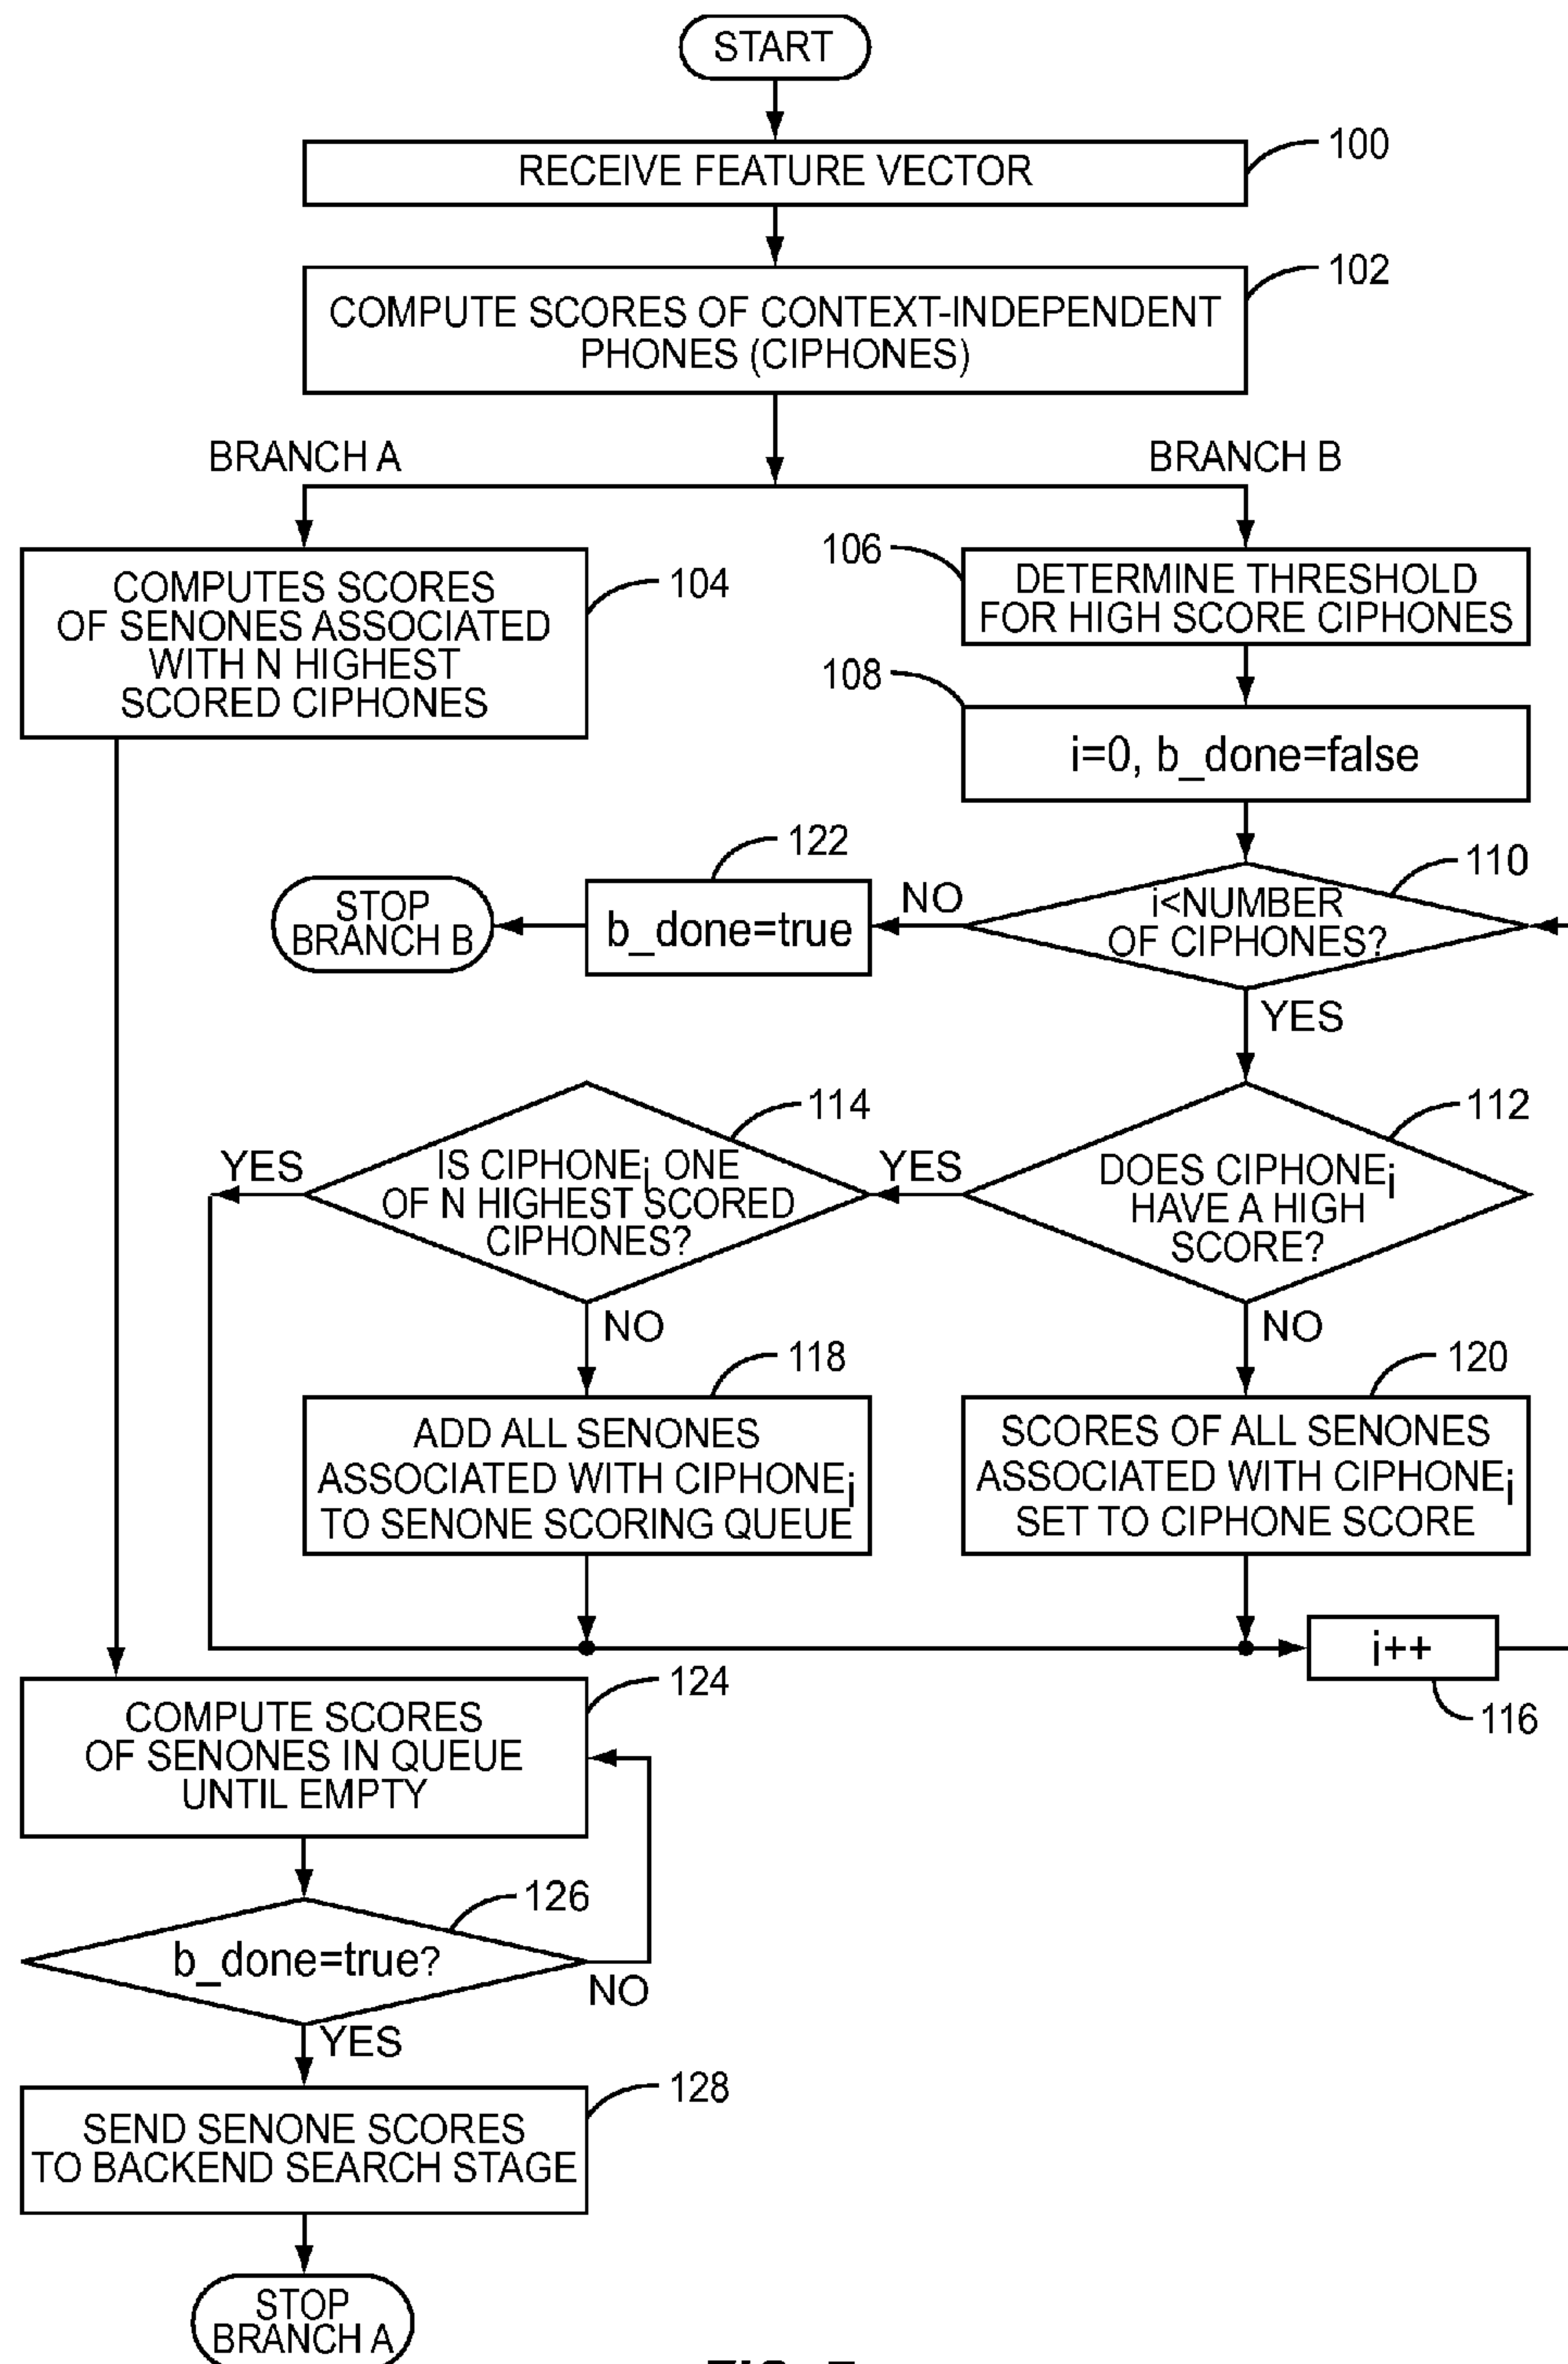 START
RECEIVE FEATURE VECTOR
100
COMPUTE SCORES OF CONTEXT-INDEPENDENT
PHONES (CIPHONES)
102
BRANCH A
BRANCH B
COMPUTES SCORES
OF SENONES ASSOCIATED
WITH N HIGHEST
SCORED CIPHONES
104
106
DETERMINE THRESHOLD
FOR HIGH SCORE CIPHONES
108
i=0, b_done=false
122
110
STOP
BRANCH B
b_done=true
NO
i<NUMBER
OF CIPHONES?
YES
114
112
YES
IS CIPHONEi ONE
OF N HIGHEST SCORED
CIPHONES?
YES
DOES CIPHONEi
HAVE A HIGH
SCORE?
NO
NO
118
120
ADD ALL SENONES
ASSOCIATED WITH CIPHONEi
TO SENONE SCORING QUEUE
SCORES OF ALL SENONES
ASSOCIATED WITH CIPHONEi
SET TO CIPHONE SCORE
i++
116
124
COMPUTE SCORES
OF SENONES IN QUEUE
UNTIL EMPTY
126
b_done=true?
NO
YES
128
SEND SENONE SCORES
TO BACKEND SEARCH STAGE
STOP
BRANCH A